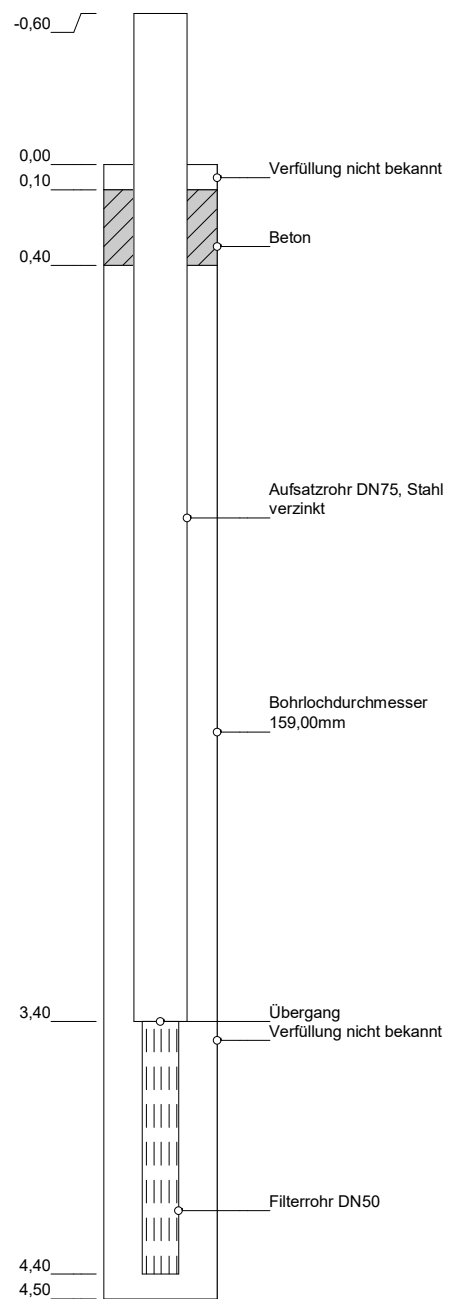 -0,60
0,00
Verfüllung nicht bekannt
0,10
Beton
0,40
Aufsatzrohr DN75, Stahl
verzinkt
Bohrlochdurchmesser
159,00mm
3,40
Übergang
Verfüllung nicht bekannt
Filterrohr DN50
4,40
4,50